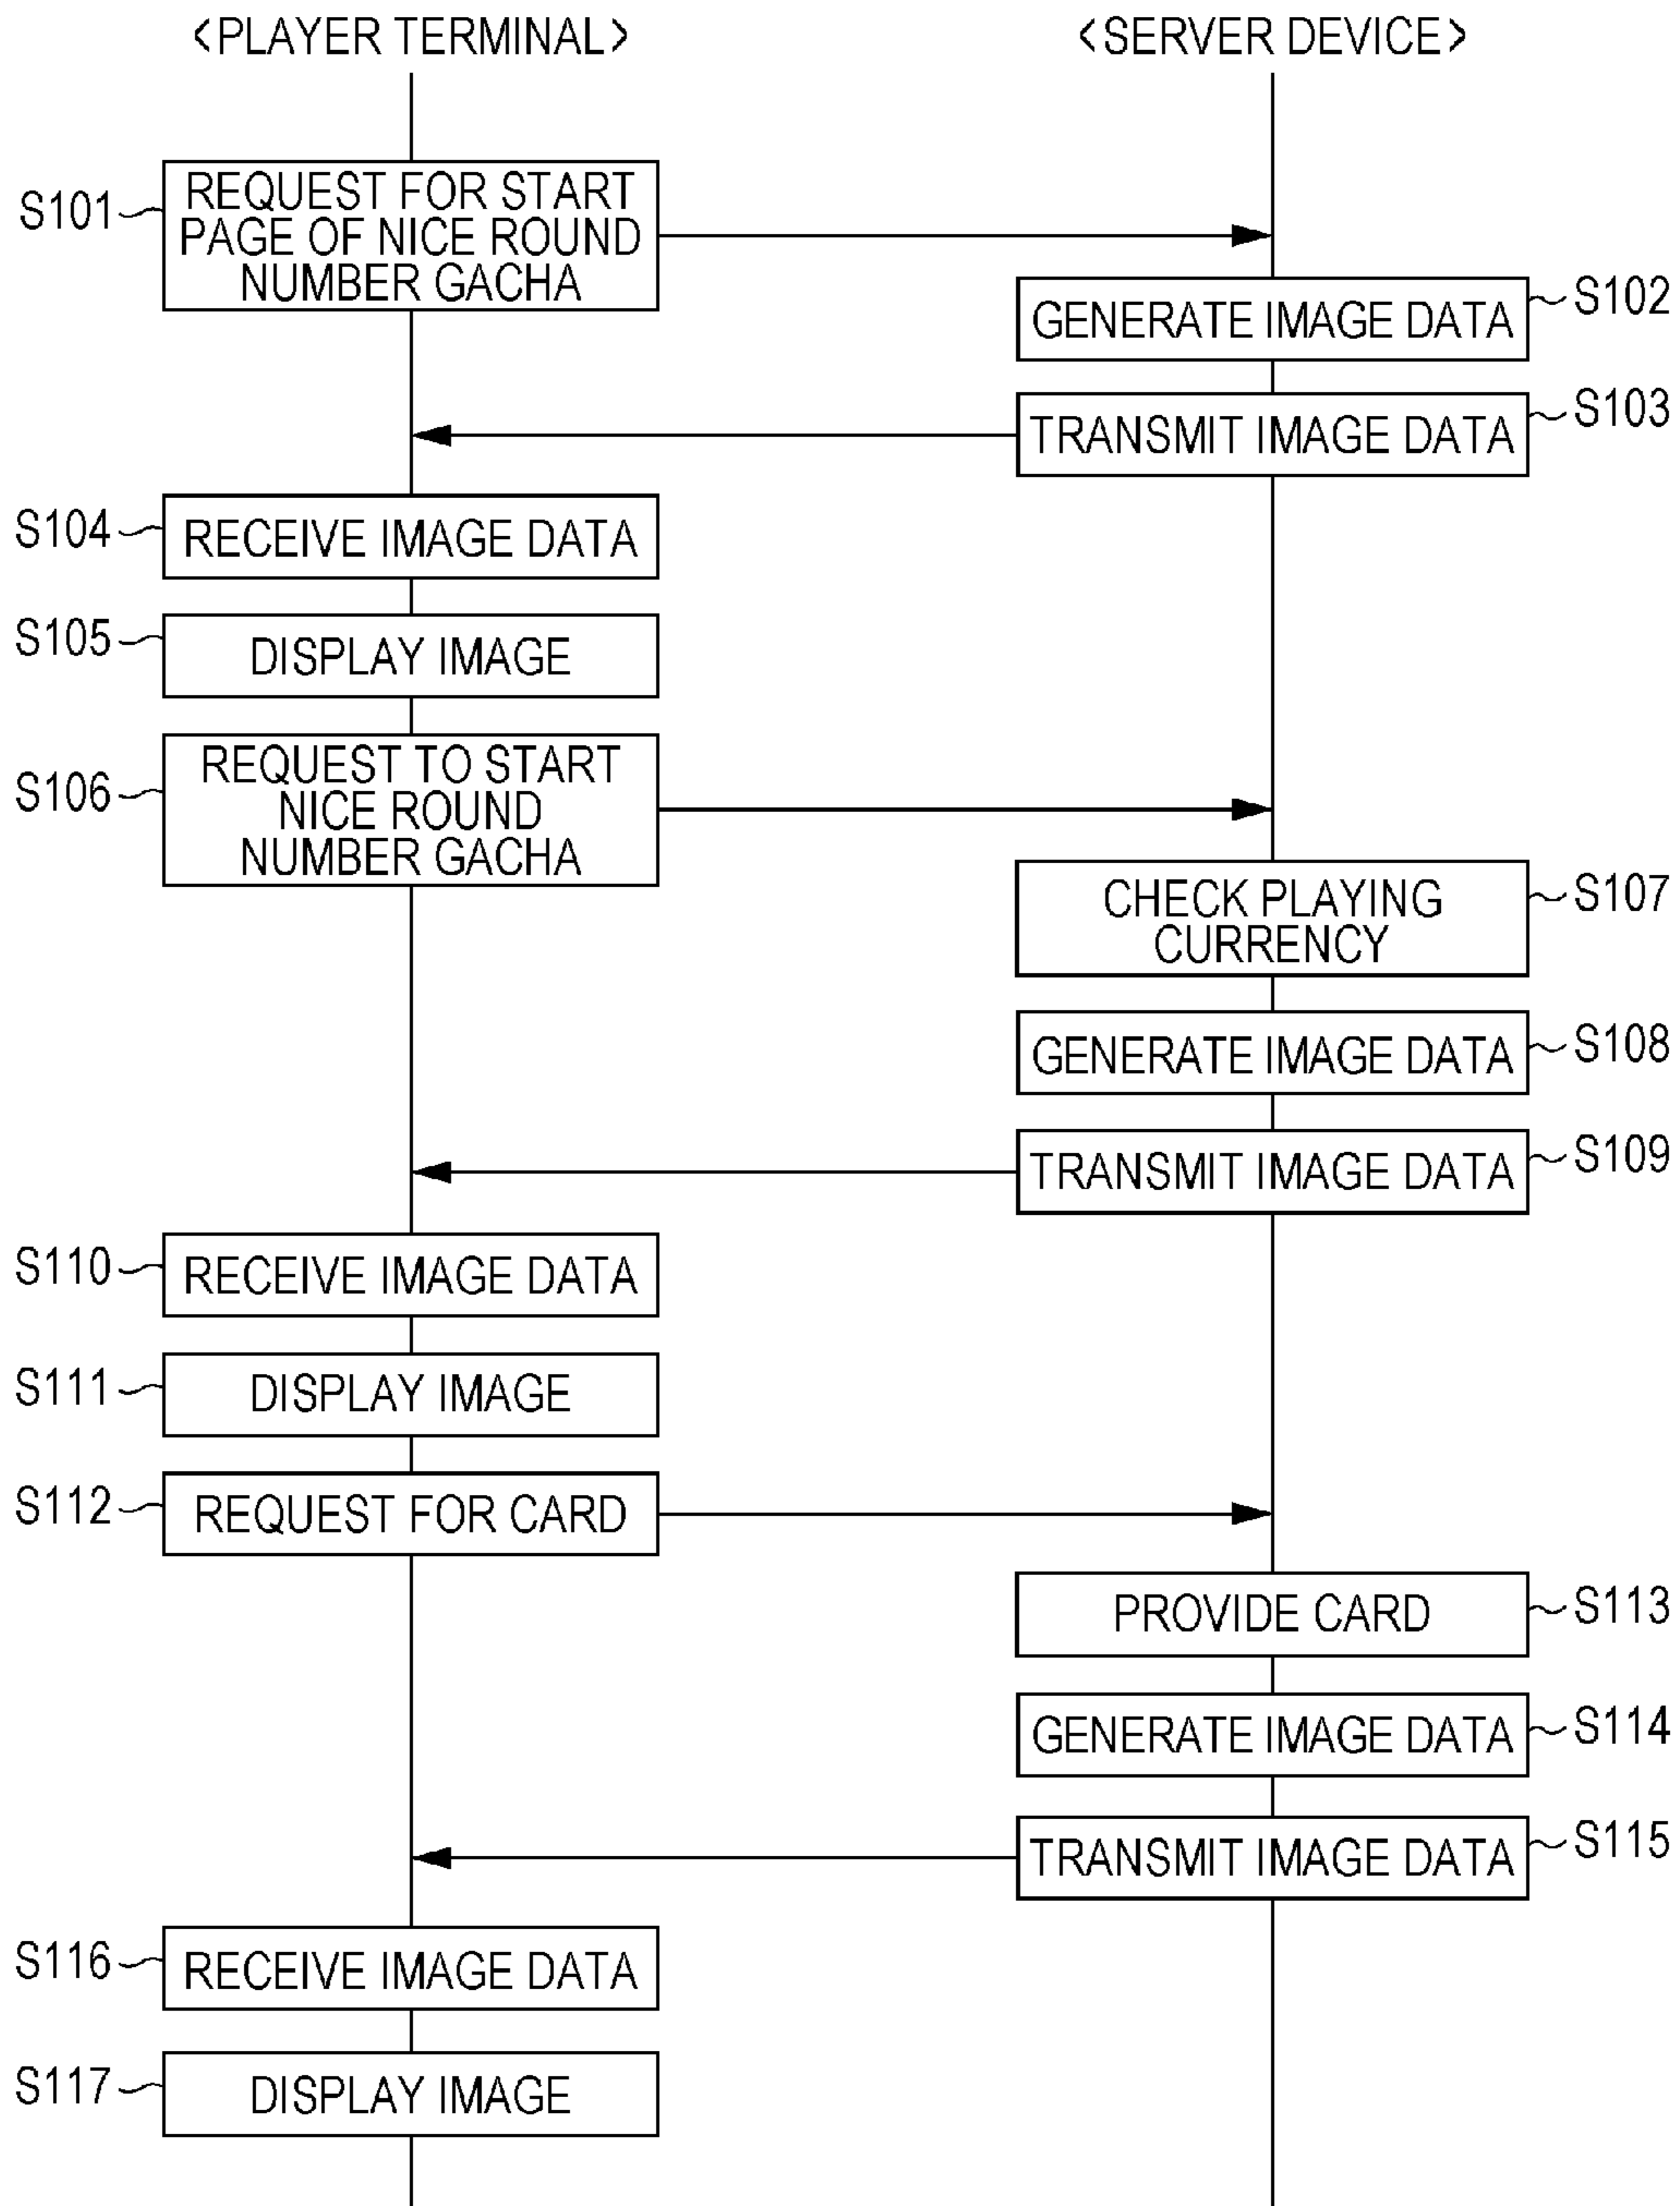 <PLAYER TERMINAL>
<SERVER DEVICE>
S101
REQUEST FOR START
PAGE OF NICE ROUND
NUMBER GACHA
GENERATE IMAGE DATA
S102
TRANSMIT IMAGE DATA
S103
S104
RECEIVE IMAGE DATA
S105
DISPLAY IMAGE
S106
REQUEST TO START
NICE ROUND
NUMBER GACHA
CHECK PLAYING
CURRENCY
S107
GENERATE IMAGE DATA
S108
TRANSMIT IMAGE DATA
S109
S110
RECEIVE IMAGE DATA
S111
DISPLAY IMAGE
S112
REQUEST FOR CARD
PROVIDE CARD
S113
GENERATE IMAGE DATA
S114
TRANSMIT IMAGE DATA
S115
S116
RECEIVE IMAGE DATA
S117
DISPLAY IMAGE